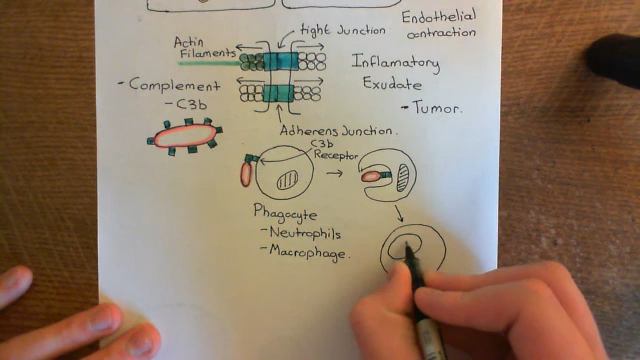 Endothelial
contraction
tight Junction
Actin
Filaments
Inflamatory
Exudate
- Tumor.
- Complement
- C3b
Adherens Junction.
C3b
Receptor
Phagocyte
- Neutrophils
- Macrophage.